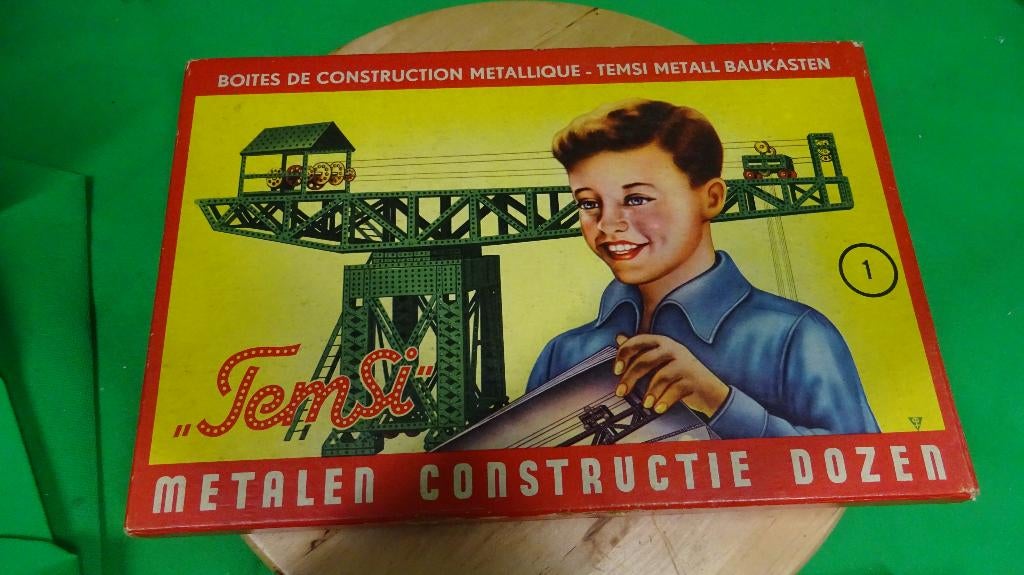 BOITES DE CONSTRUCTION METALLIQUE - TEMSI METALL BAUKASTEN
1
„TemSi"
METALEN CONSTRUCTIE DOZEN